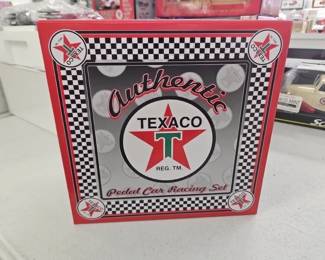 Authentic
TEXACO
T
REG. TM.
Pedal Car Racing Set